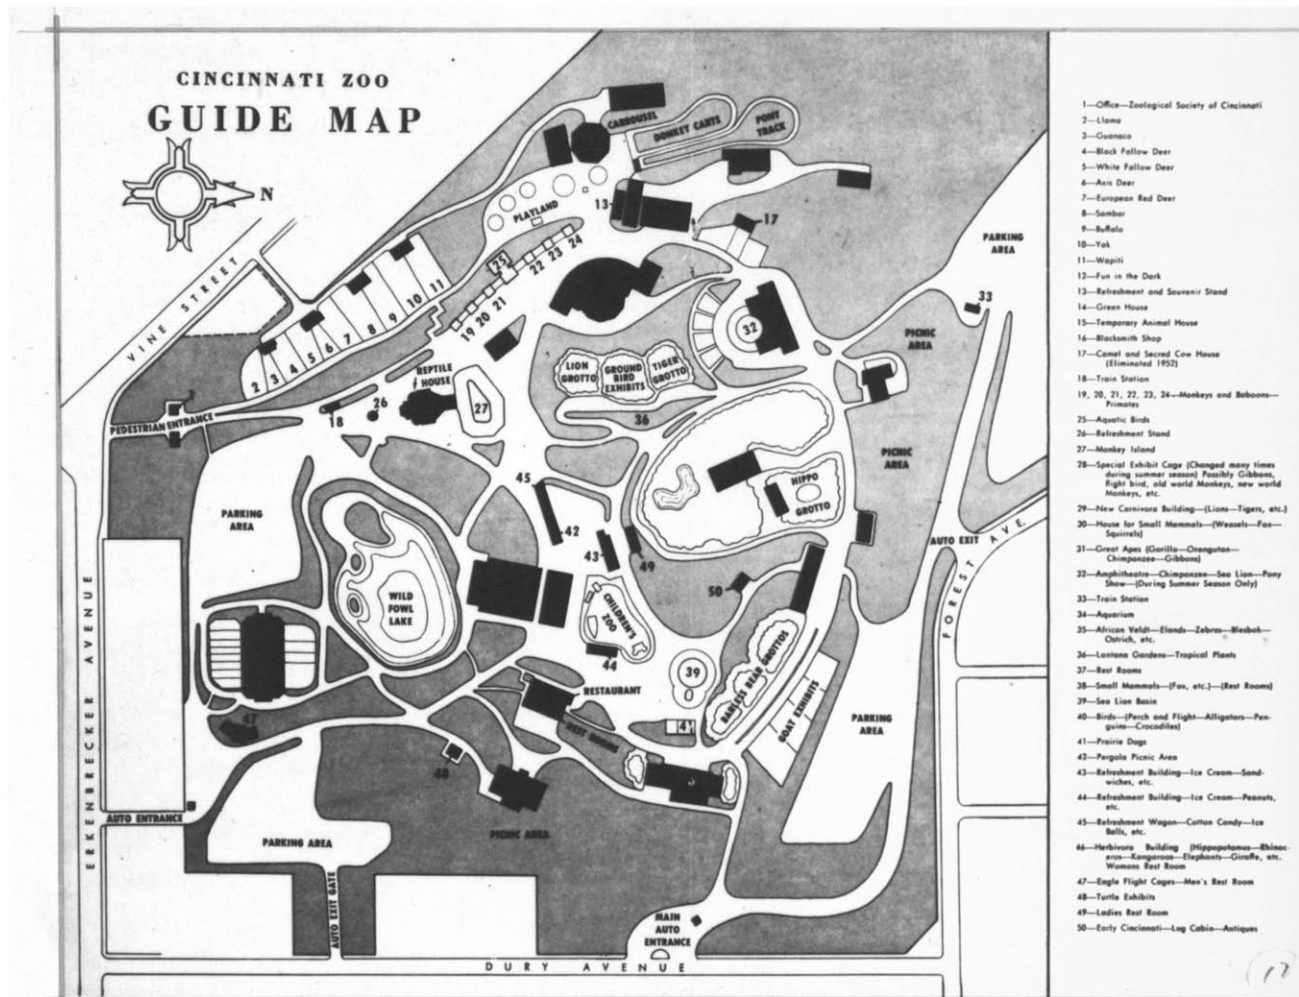 CINCINNATI ZOO
GUIDE MAP
N
CARROUSEL
DONKEY CARTS
PONY
TRACK
PLAYLAND
13
17
24
23
22
25
21
20
19
11
10
9
8
7
6
5
4
3
2
1
VINE STREET
PARKING
AREA
33
32
PICNIC
AREA
LION
GROTTO
GROUND
BIRD
EXHIBITS
TIGER
GROTTO
REPTILE
HOUSE
27
26
18
36
PEDESTRIAN ENTRANCE
PICNIC
AREA
HIPPO
GROTTO
45
42
43
49
50
PARKING
AREA
AUTO EXIT
FOREST AVE.
WILD
FOWL
LAKE
CHILDREN'S
ZOO
44
39
BARLESS BEAR GROTTOS
GOAT EXHIBITS
RESTAURANT
REST ROOMS
41
PARKING
AREA
47
48
ERKENBRECKER AVENUE
AUTO ENTRANCE
PICNIC AREA
PARKING AREA
AUTO EXIT GATE
MAIN
AUTO
ENTRANCE
DURY AVENUE
1—Office—Zoological Society of Cincinnati
2—Llama
3—Guanaco
4—Black Fallow Deer
5—White Fallow Deer
6—Axis Deer
7—European Red Deer
8—Sambar
9—Buffalo
10—Yak
11—Wapiti
12—Fun in the Dark
13—Refreshment and Souvenir Stand
14—Green House
15—Temporary Animal House
16—Blacksmith Shop
17—Camel and Sacred Cow House
(Eliminated 1952)
18—Train Station
19, 20, 21, 22, 23, 24—Monkeys and Baboons—
Primates
25—Aquatic Birds
26—Refreshment Stand
27—Monkey Island
28—Special Exhibit Cage (Changed many times
during summer season) Possibly Gibbons,
flight bird, old world Monkeys, new world
Monkeys, etc.
29—New Carnivora Building—(Lions—Tigers, etc.)
30—House for Small Mammals—(Weasels—Fox—
Squirrels)
31—Great Apes (Gorilla—Orangutan—
Chimpanzee—Gibbons)
32—Amphitheatre—Chimpanzee—Sea Lion—Pony
Show—(During Summer Season Only)
33—Train Station
34—Aquarium
35—African Veldt—Elands—Zebras—Blesbok—
Ostrich, etc.
36—Lantana Gardens—Tropical Plants
37—Rest Rooms
38—Small Mammals—(Fox, etc.)—(Rest Rooms)
39—Sea Lion Basin
40—Birds—(Perch and Flight—Alligators—Pen-
guins—Crocodiles)
41—Prairie Dogs
42—Pergola Picnic Area
43—Refreshment Building—Ice Cream—Sand-
wiches, etc.
44—Refreshment Building—Ice Cream—Peanuts,
etc.
45—Refreshment Wagon—Cotton Candy—Ice
Balls, etc.
46—Herbivora Building (Hippopotamus—Rhinoc-
eros—Kangaroos—Elephants—Giraffe, etc.
Womans Rest Room
47—Eagle Flight Cages—Men's Rest Room
48—Turtle Exhibits
49—Ladies Rest Room
50—Early Cincinnati—Log Cabin—Antiques